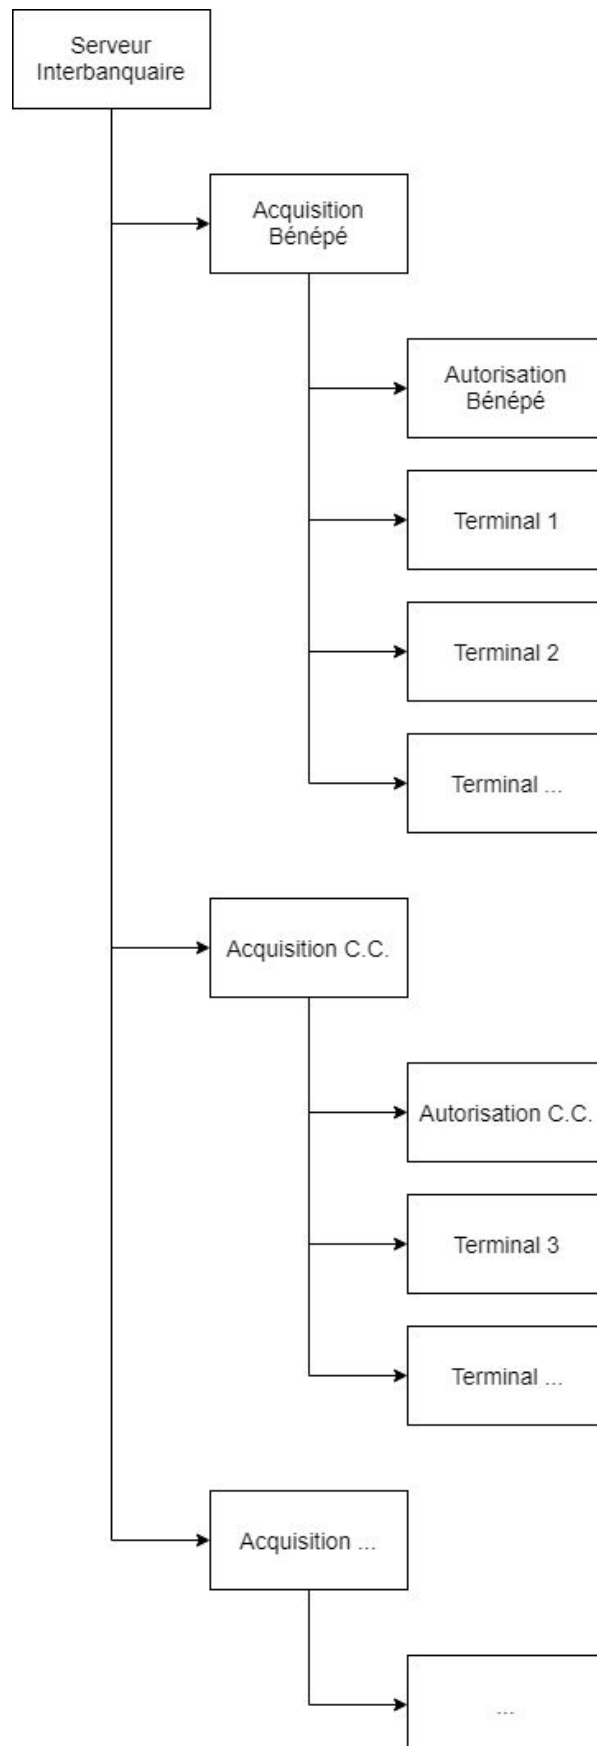 Serveur
Interbanquaire
Acquisition
Bénépé
Autorisation
Bénépé
Terminal 1
Terminal 2
Terminal ...
Acquisition C.C.
Autorisation C.C.
Terminal 3
Terminal ...
Acquisition ...
...